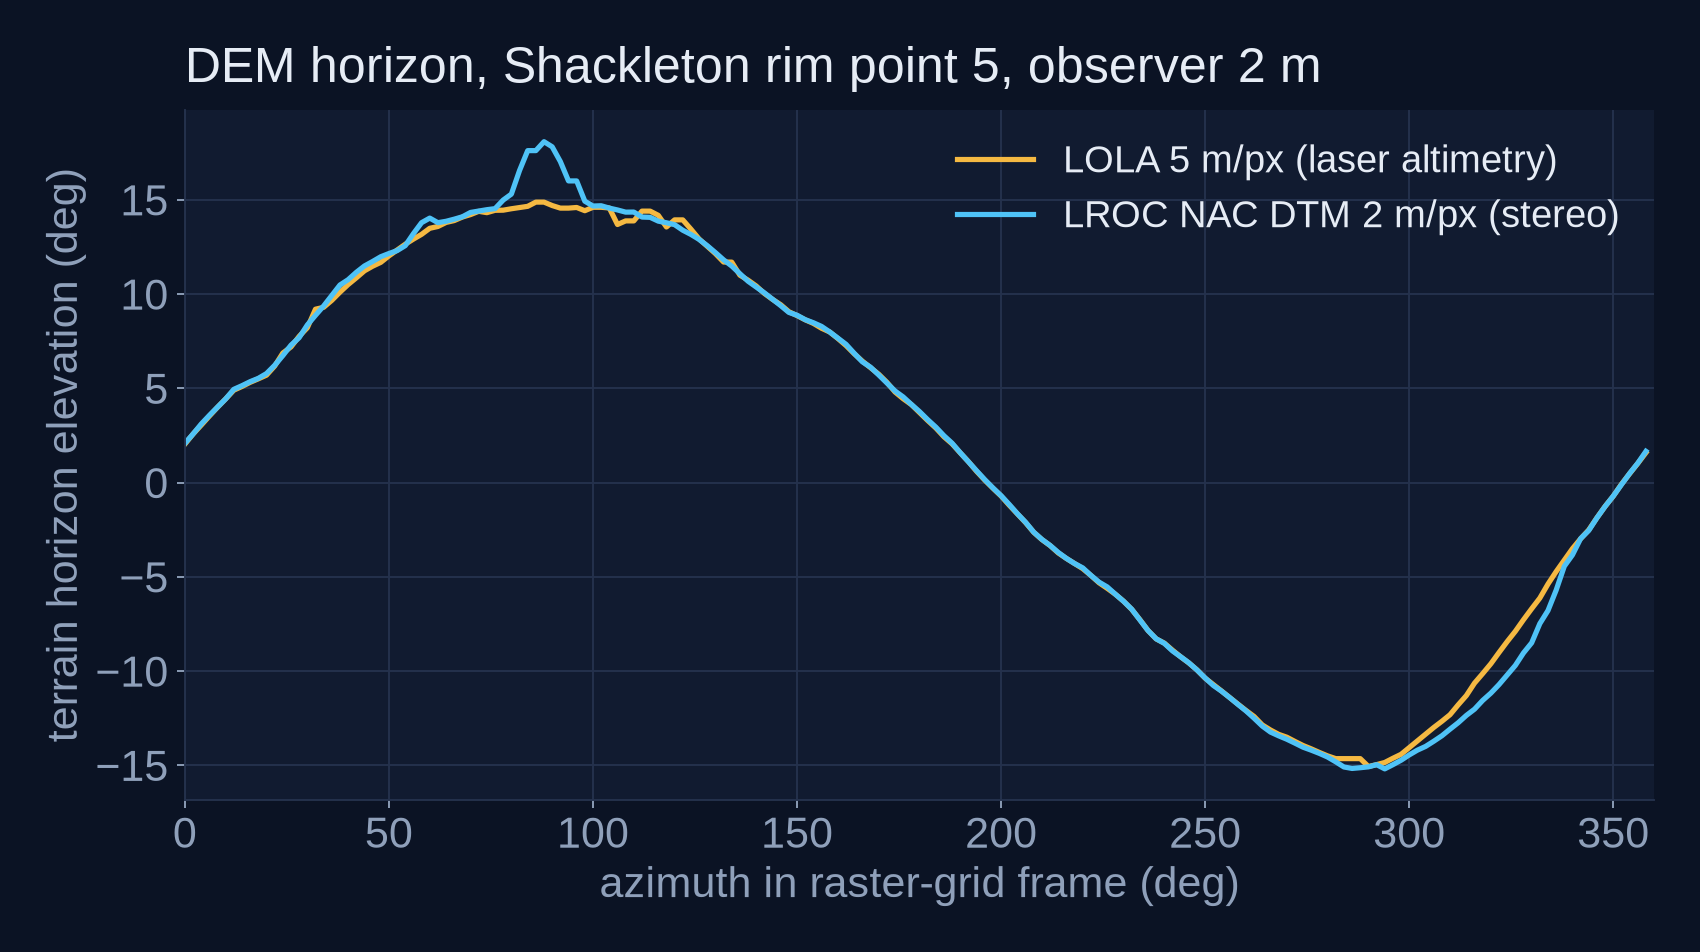 DEM horizon, Shackleton rim point 5, observer 2 m
LOLA 5 m/px (laser altimetry)
LROC NAC DTM 2 m/px (stereo)
terrain horizon elevation (deg)
15
10
5
0
−5
−10
−15
0 50 100 150 200 250 300 350
azimuth in raster-grid frame (deg)